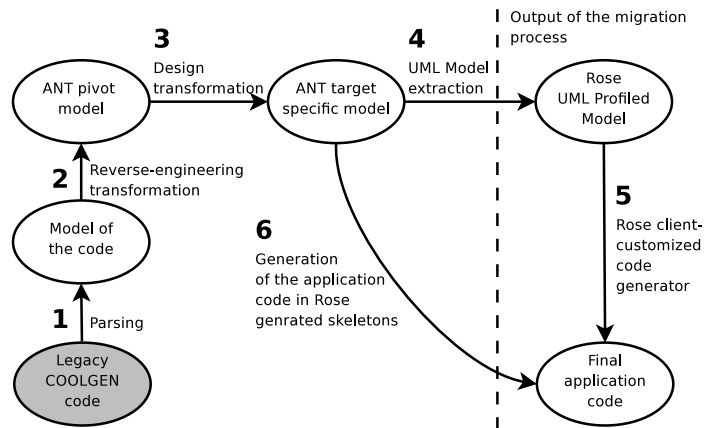 Output of the migration
process
3
Design
transformation
4
UML Model
extraction
ANT pivot
model
ANT target
specific model
Rose
UML Profiled
Model
2
Reverse-engineering
transformation
5
Rose client-
customized
code
generator
Model of
the code
6
Generation
of the application
code in Rose
genrated skeletons
1
Parsing
Legacy
COOLGEN
code
Final
application
code